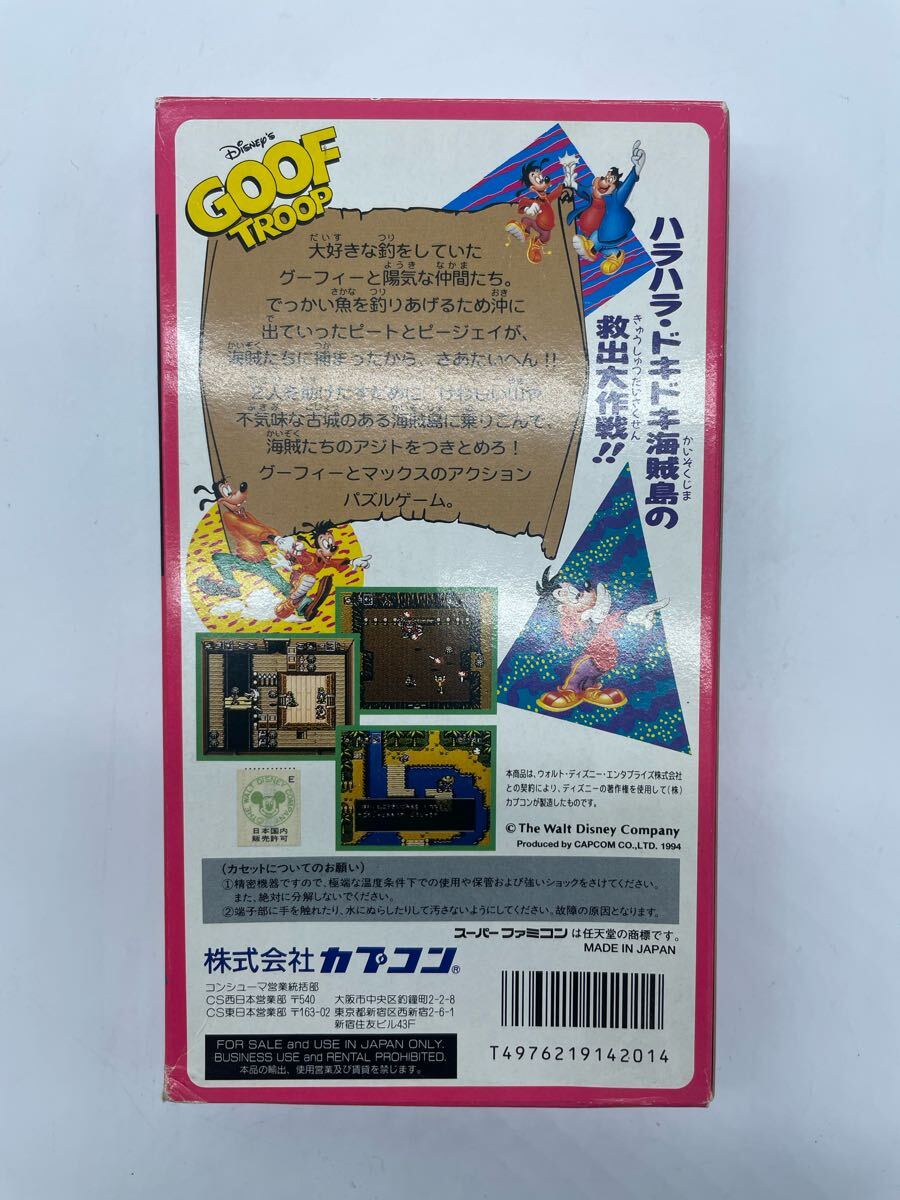 Disney's
GOOF
TROOP
大好きな釣をしていた
グーフィーと陽気な仲間たち。
でっかい魚を釣りあげるため沖に
出ていったピートとピージェイが、
海賊たちに捕まったから、さあたいへん!!
2人を助けだすために、けわしい山や
不気味な古城のある海賊島に乗りこんで、
海賊たちのアジトをつきとめろ!
グーフィーとマックスのアクション
パズルゲーム。
ハラハラ・ドキドキ海賊島の
救出大作戦!!
本商品は、ウォルト・ディズニー・エンタプライズ株式会社
との契約により、ディズニーの著作権を使用して(株)
カプコンが製造したものです。
© The Walt Disney Company
Produced by CAPCOM CO.,LTD. 1994
E
THE WALT DISNEY COMPANY
日本国内
販売許可
(カセットについてのお願い)
①精密機器ですので、極端な温度条件下での使用や保管および強いショックをさけてください。
また、絶対に分解しないでください。
②端子部に手を触れたり、水にぬらしたりして汚さないようにしてください。故障の原因となります。
スーパーファミコンは任天堂の商標です。
MADE IN JAPAN
株式会社カプコン®
コンシューマ営業統括部
CS西日本営業部 〒540 大阪市中央区釣鐘町2-2-8
CS東日本営業部 〒163-02 東京都新宿区西新宿2-6-1
新宿住友ビル43F
FOR SALE and USE IN JAPAN ONLY.
BUSINESS USE and RENTAL PROHIBITED.
本品の輸出、使用営業及び賃貸を禁じます。
T4976219142014